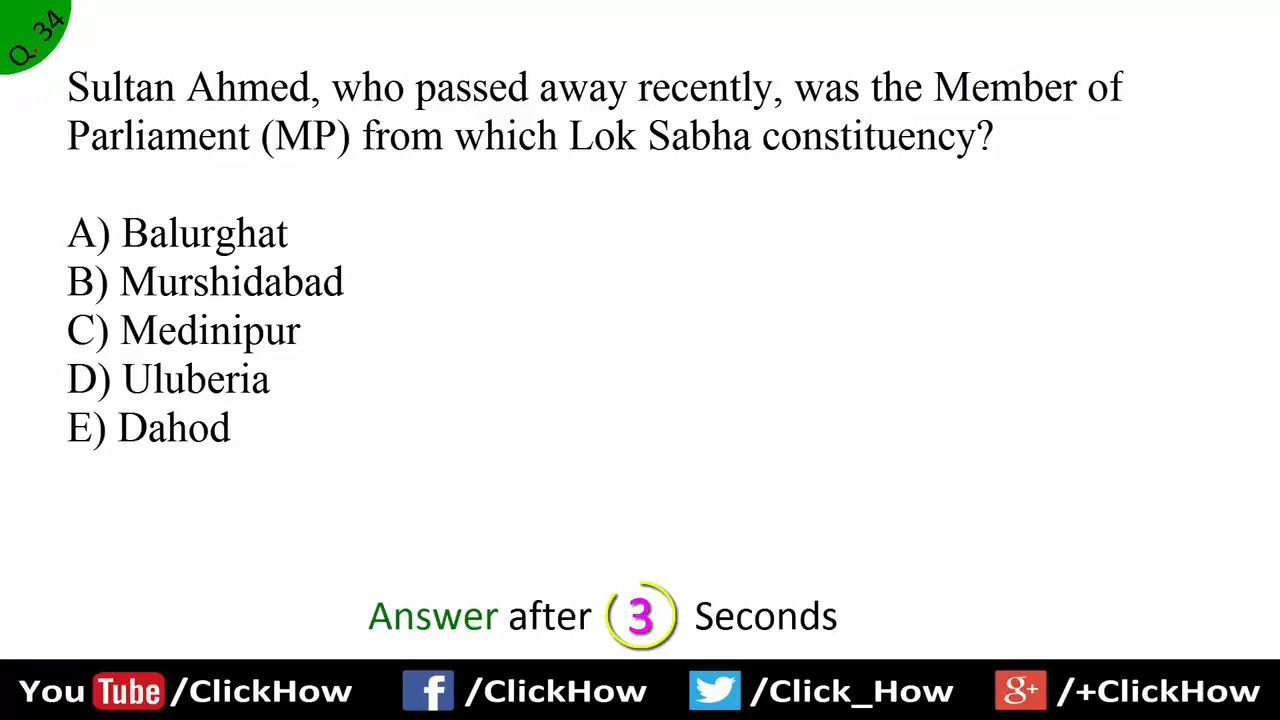 Q. 34
Sultan Ahmed, who passed away recently, was the Member of
Parliament (MP) from which Lok Sabha constituency?
A) Balurghat
B) Murshidabad
C) Medinipur
D) Uluberia
E) Dahod
Answer after 3 Seconds
You Tube /ClickHow f /ClickHow /Click_How g+ /+ClickHow